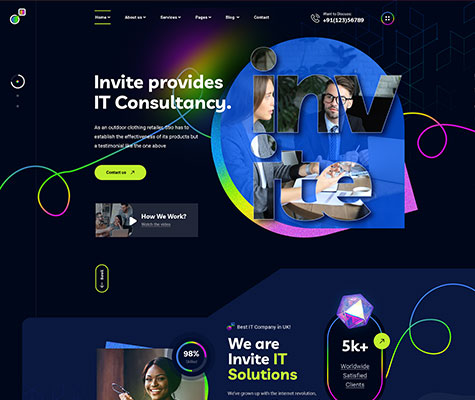 Home
About us
Services
Pages
Blog
Contact
Want to Discuss
+91(123)56789
Invite provides
IT Consultancy.
As an outdoor clothing retailer, Eso has to
establish the effectiveness of its products but
a testimonial like the one above
Contact us
inv
ite
How We Work?
Watch the video
Best IT Company in UK!
We are
Invite IT
Solutions
We've grown up with the internet revolution,
98%
5k+
Worldwide
Satisfied
Clients